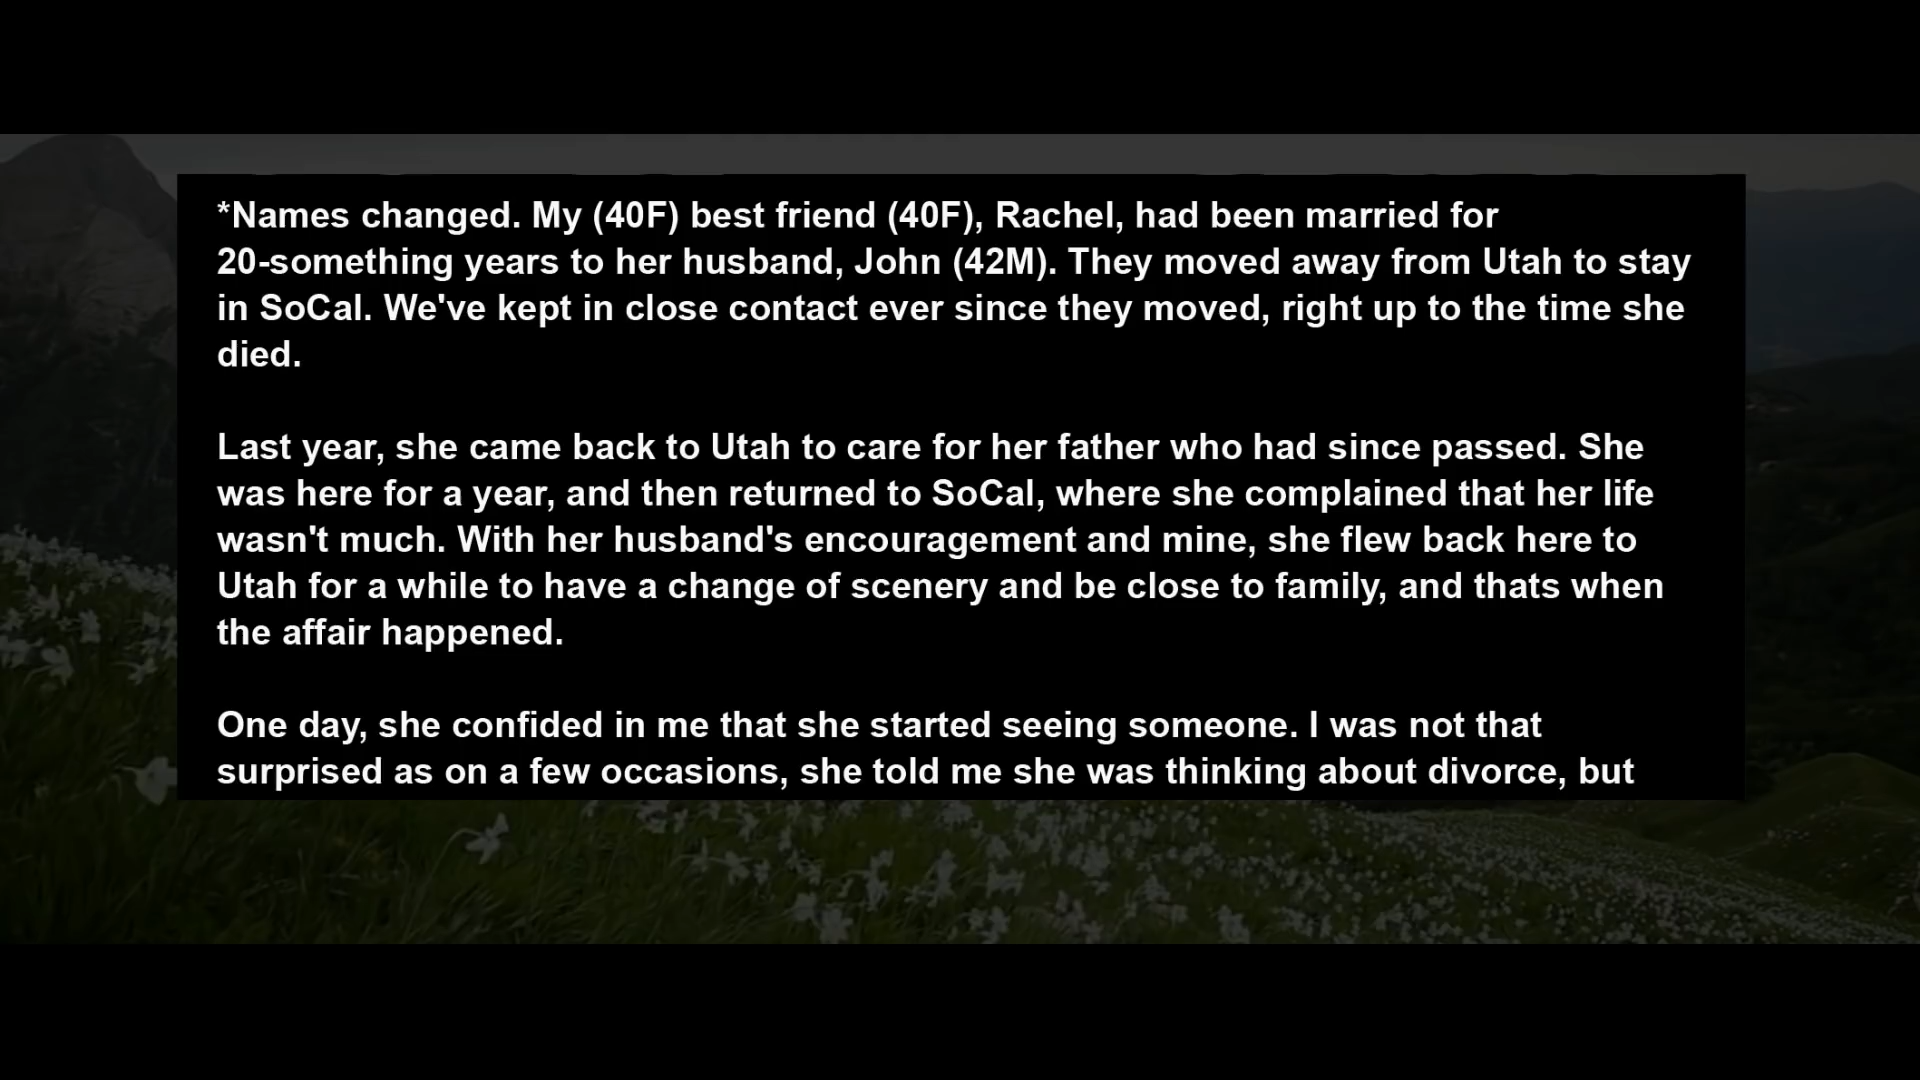 *Names changed. My (40F) best friend (40F), Rachel, had been married for
20-something years to her husband, John (42M). They moved away from Utah to stay
in SoCal. We've kept in close contact ever since they moved, right up to the time she
died.
Last year, she came back to Utah to care for her father who had since passed. She
was here for a year, and then returned to SoCal, where she complained that her life
wasn't much. With her husband's encouragement and mine, she flew back here to
Utah for a while to have a change of scenery and be close to family, and thats when
the affair happened.
One day, she confided in me that she started seeing someone. I was not that
surprised as on a few occasions, she told me she was thinking about divorce, but